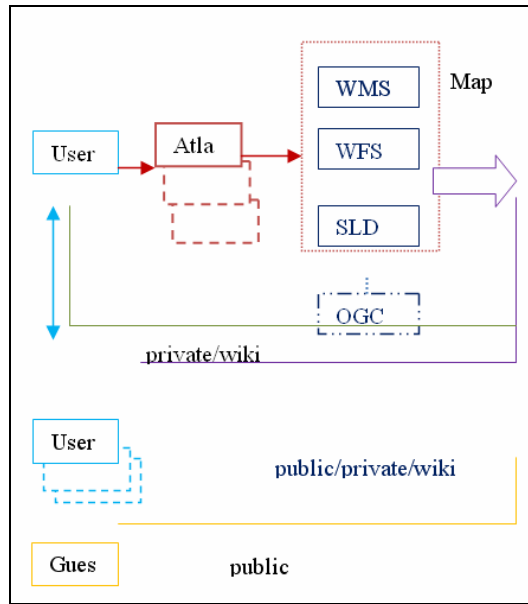 WMS
Map
Atla
User
WFS
SLD
OGC
private/wiki
User
public/private/wiki
Gues
public